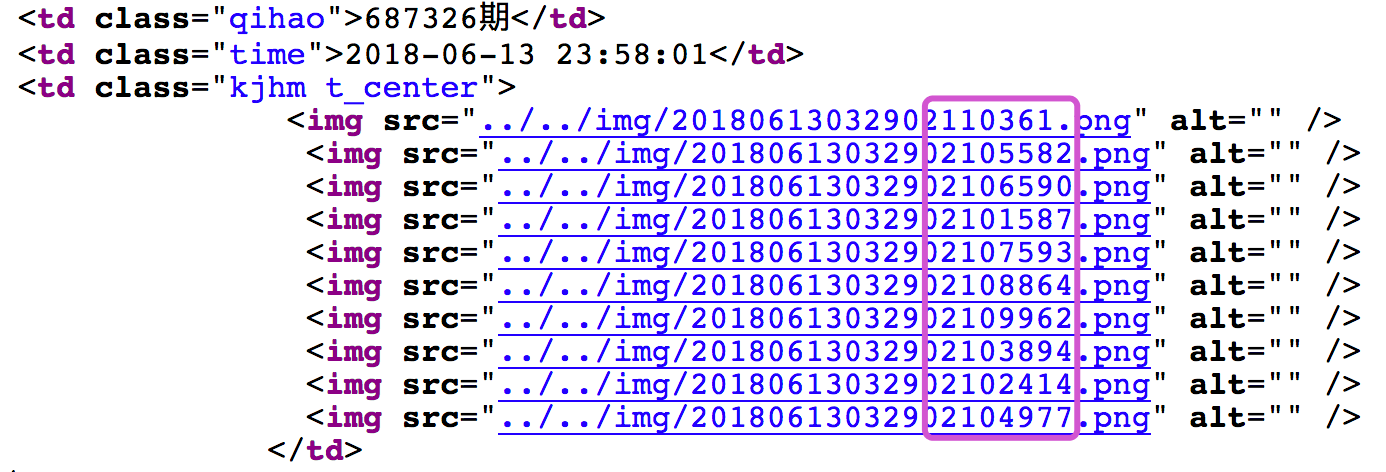 <td class="qihao">687326期</td>
<td class="time">2018-06-13 23:58:01</td>
<td class="kjhm t_center">
<img src="../../img/20180613032902110361.png" alt="" />
<img src="../../img/20180613032902105582.png" alt="" />
<img src="../../img/20180613032902106590.png" alt="" />
<img src="../../img/20180613032902101587.png" alt="" />
<img src="../../img/20180613032902107593.png" alt="" />
<img src="../../img/20180613032902108864.png" alt="" />
<img src="../../img/20180613032902109962.png" alt="" />
<img src="../../img/20180613032902103894.png" alt="" />
<img src="../../img/20180613032902102414.png" alt="" />
<img src="../../img/20180613032902104977.png" alt="" />
</td>